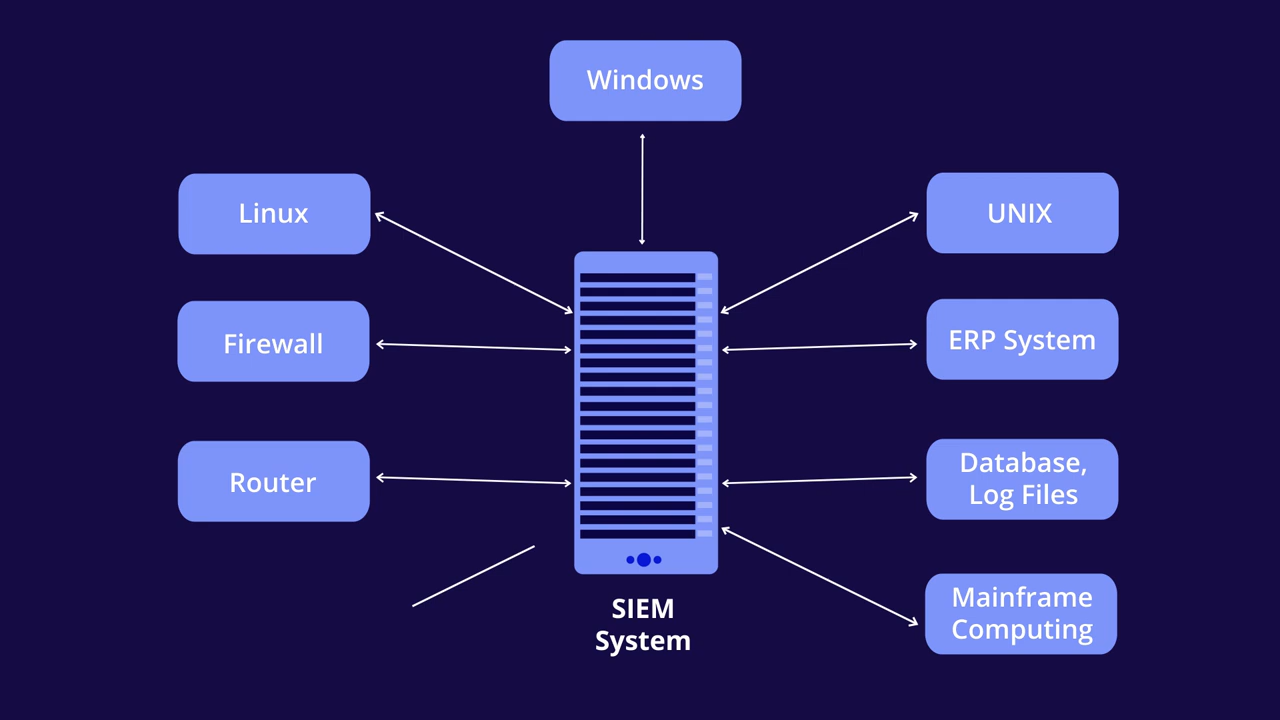 Windows
Linux
UNIX
Firewall
ERP System
Router
Database,
Log Files
SIEM
System
Mainframe
Computing